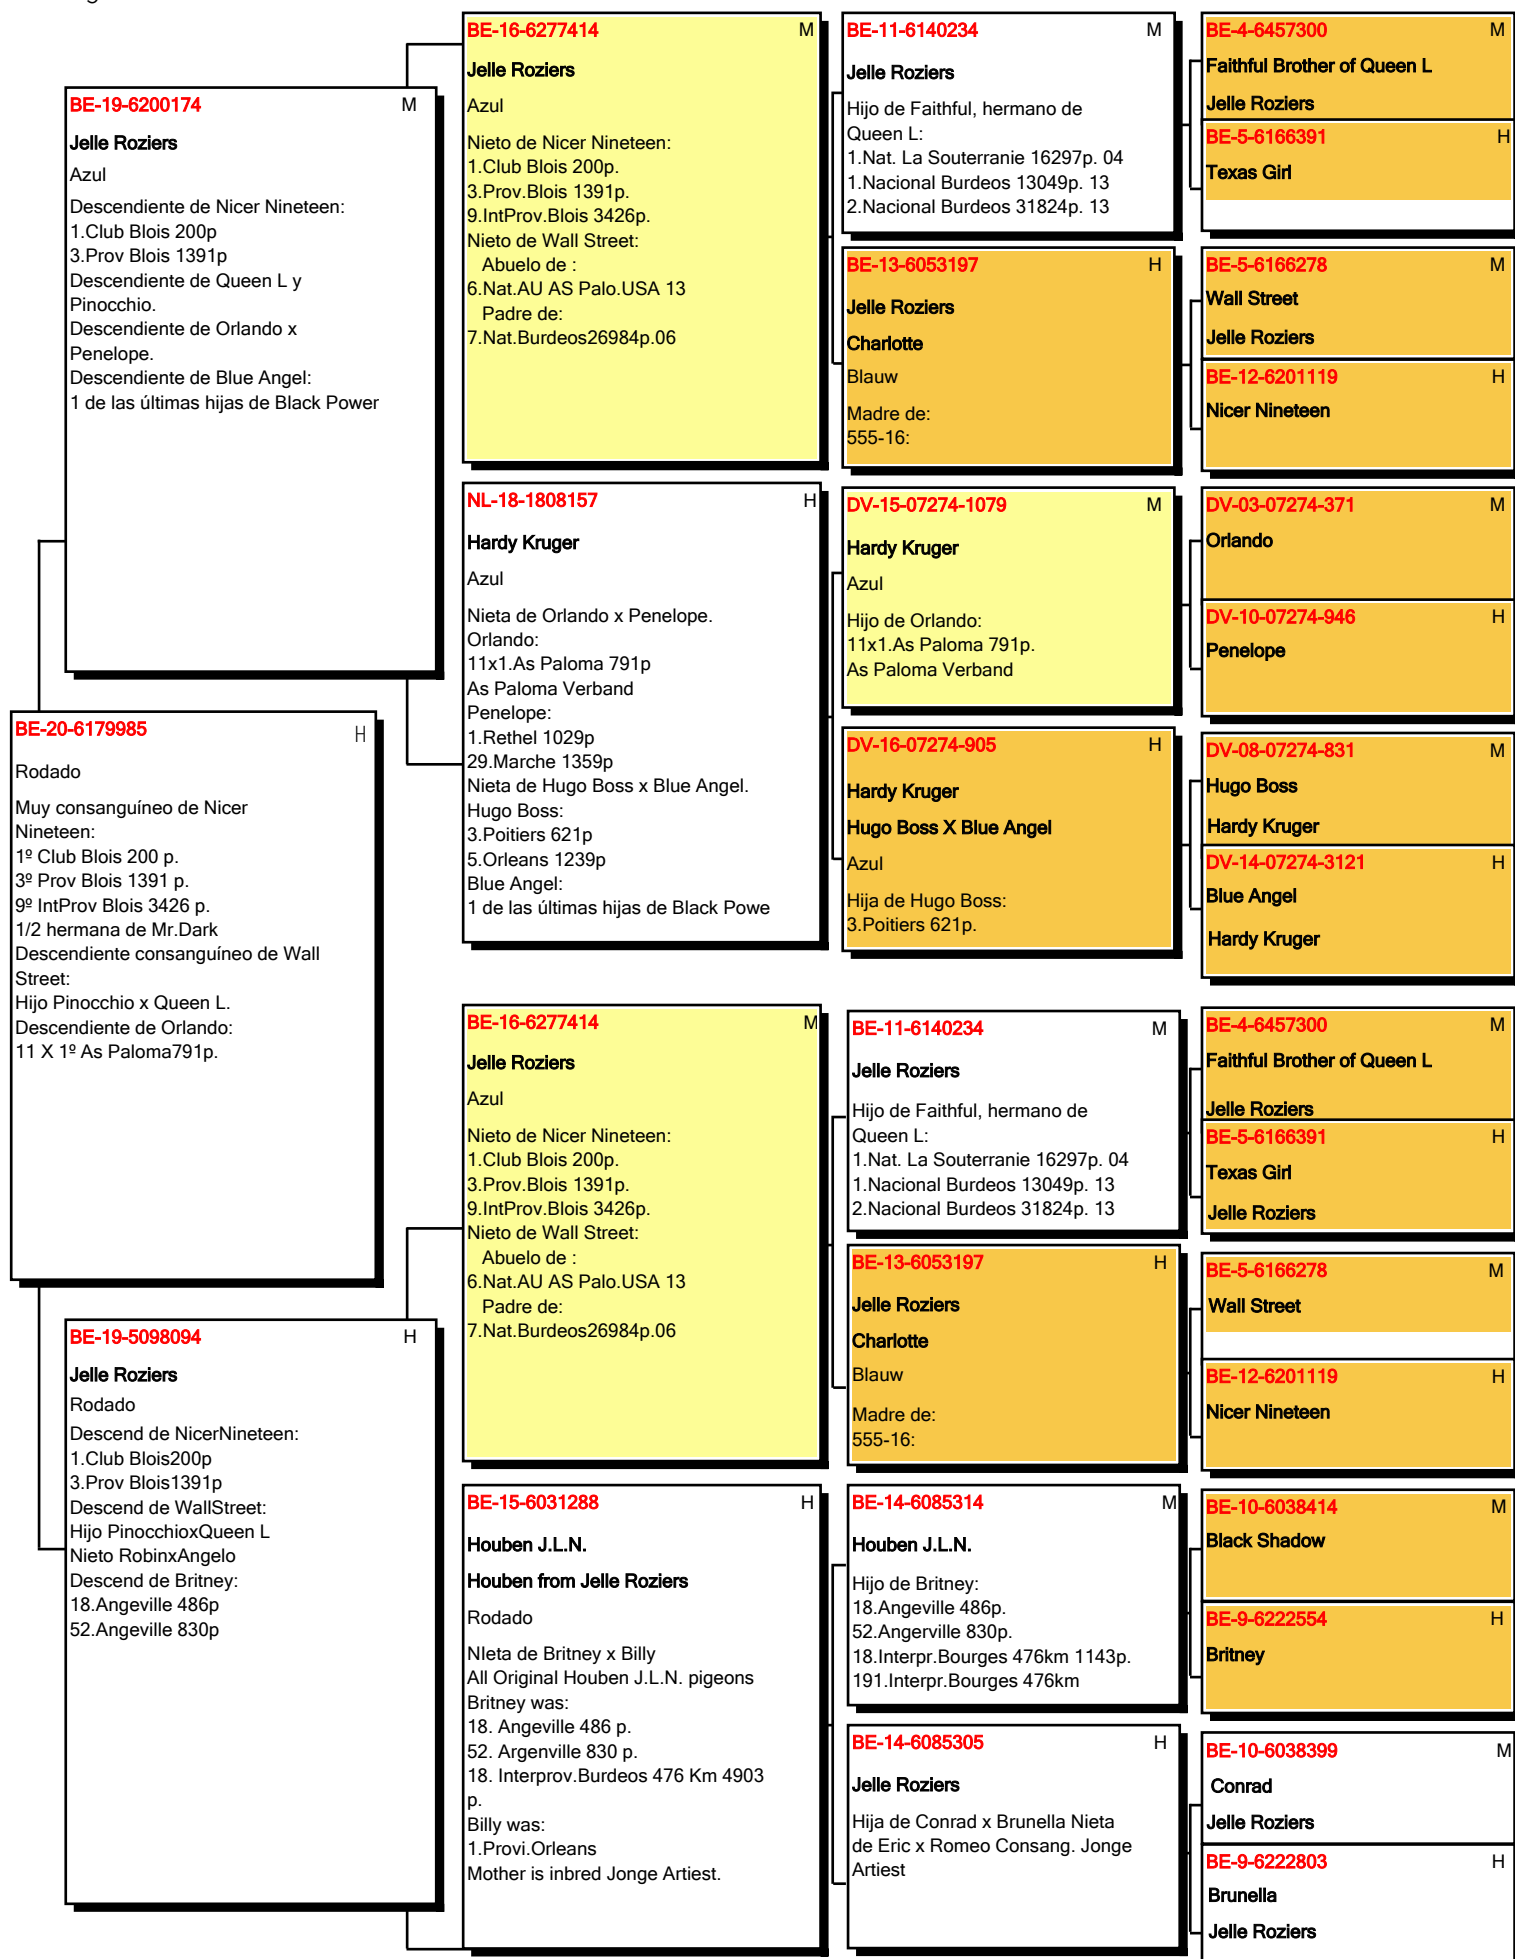 BE-16-6277414 M
Jelle Roziers
Azul
Nieto de Nicer Nineteen:
1.Club Blois 200p.
3.Prov.Blois 1391p.
9.IntProv.Blois 3426p.
Nieto de Wall Street:
Abuelo de :
6.Nat.AU AS Palo.USA 13
Padre de:
7.Nat.Burdeos26984p.06
BE-11-6140234 M
Jelle Roziers
Hijo de Faithful, hermano de
Queen L:
1.Nat. La Souterranie 16297p. 04
1.Nacional Burdeos 13049p. 13
2.Nacional Burdeos 31824p. 13
BE-4-6457300 M
Faithful Brother of Queen L
Jelle Roziers
BE-5-6166391 H
Texas Girl
BE-19-6200174 M
Jelle Roziers
Azul
Descendiente de Nicer Nineteen:
1.Club Blois 200p
3.Prov Blois 1391p
Descendiente de Queen L y
Pinocchio.
Descendiente de Orlando x
Penelope.
Descendiente de Blue Angel:
1 de las últimas hijas de Black Power
BE-13-6053197 H
Jelle Roziers
Charlotte
Blauw
Madre de:
555-16:
BE-5-6166278 M
Wall Street
Jelle Roziers
BE-12-6201119 H
Nicer Nineteen
NL-18-1808157 H
Hardy Kruger
Azul
Nieta de Orlando x Penelope.
Orlando:
11x1.As Paloma 791p
As Paloma Verband
Penelope:
1.Rethel 1029p
29.Marche 1359p
Nieta de Hugo Boss x Blue Angel.
Hugo Boss:
3.Poitiers 621p
5.Orleans 1239p
Blue Angel:
1 de las últimas hijas de Black Powe
DV-15-07274-1079 M
Hardy Kruger
Azul
Hijo de Orlando:
11x1.As Paloma 791p.
As Paloma Verband
DV-03-07274-371 M
Orlando
DV-10-07274-946 H
Penelope
BE-20-6179985 H
Rodado
Muy consanguíneo de Nicer
Nineteen:
1º Club Blois 200 p.
3º Prov Blois 1391 p.
9º IntProv Blois 3426 p.
1/2 hermana de Mr.Dark
Descendiente consanguíneo de Wall
Street:
Hijo Pinocchio x Queen L.
Descendiente de Orlando:
11 X 1º As Paloma791p.
DV-16-07274-905 H
Hardy Kruger
Hugo Boss X Blue Angel
Azul
Hija de Hugo Boss:
3.Poitiers 621p.
DV-08-07274-831 M
Hugo Boss
Hardy Kruger
DV-14-07274-3121 H
Blue Angel
Hardy Kruger
BE-16-6277414 M
Jelle Roziers
Azul
Nieto de Nicer Nineteen:
1.Club Blois 200p.
3.Prov.Blois 1391p.
9.IntProv.Blois 3426p.
Nieto de Wall Street:
Abuelo de :
6.Nat.AU AS Palo.USA 13
Padre de:
7.Nat.Burdeos26984p.06
BE-11-6140234 M
Jelle Roziers
Hijo de Faithful, hermano de
Queen L:
1.Nat. La Souterranie 16297p. 04
1.Nacional Burdeos 13049p. 13
2.Nacional Burdeos 31824p. 13
BE-4-6457300 M
Faithful Brother of Queen L
Jelle Roziers
BE-5-6166391 H
Texas Girl
Jelle Roziers
BE-13-6053197 H
Jelle Roziers
Charlotte
Blauw
Madre de:
555-16:
BE-5-6166278 M
Wall Street
BE-12-6201119 H
Nicer Nineteen
BE-19-5098094 H
Jelle Roziers
Rodado
Descend de NicerNineteen:
1.Club Blois200p
3.Prov Blois1391p
Descend de WallStreet:
Hijo PinocchioxQueen L
Nieto RobinxAngelo
Descend de Britney:
18.Angeville 486p
52.Angeville 830p
BE-15-6031288 H
Houben J.L.N.
Houben from Jelle Roziers
Rodado
NIeta de Britney x Billy
All Original Houben J.L.N. pigeons
Britney was:
18. Angeville 486 p.
52. Argenville 830 p.
18. Interprov.Burdeos 476 Km 4903
p.
Billy was:
1.Provi.Orleans
Mother is inbred Jonge Artiest.
BE-14-6085314 M
Houben J.L.N.
Hijo de Britney:
18.Angeville 486p.
52.Angerville 830p.
18.Interpr.Bourges 476km 1143p.
191.Interpr.Bourges 476km
BE-10-6038414 M
Black Shadow
BE-9-6222554 H
Britney
BE-14-6085305 H
Jelle Roziers
Hija de Conrad x Brunella Nieta
de Eric x Romeo Consang. Jonge
Artiest
BE-10-6038399 M
Conrad
Jelle Roziers
BE-9-6222803 H
Brunella
Jelle Roziers